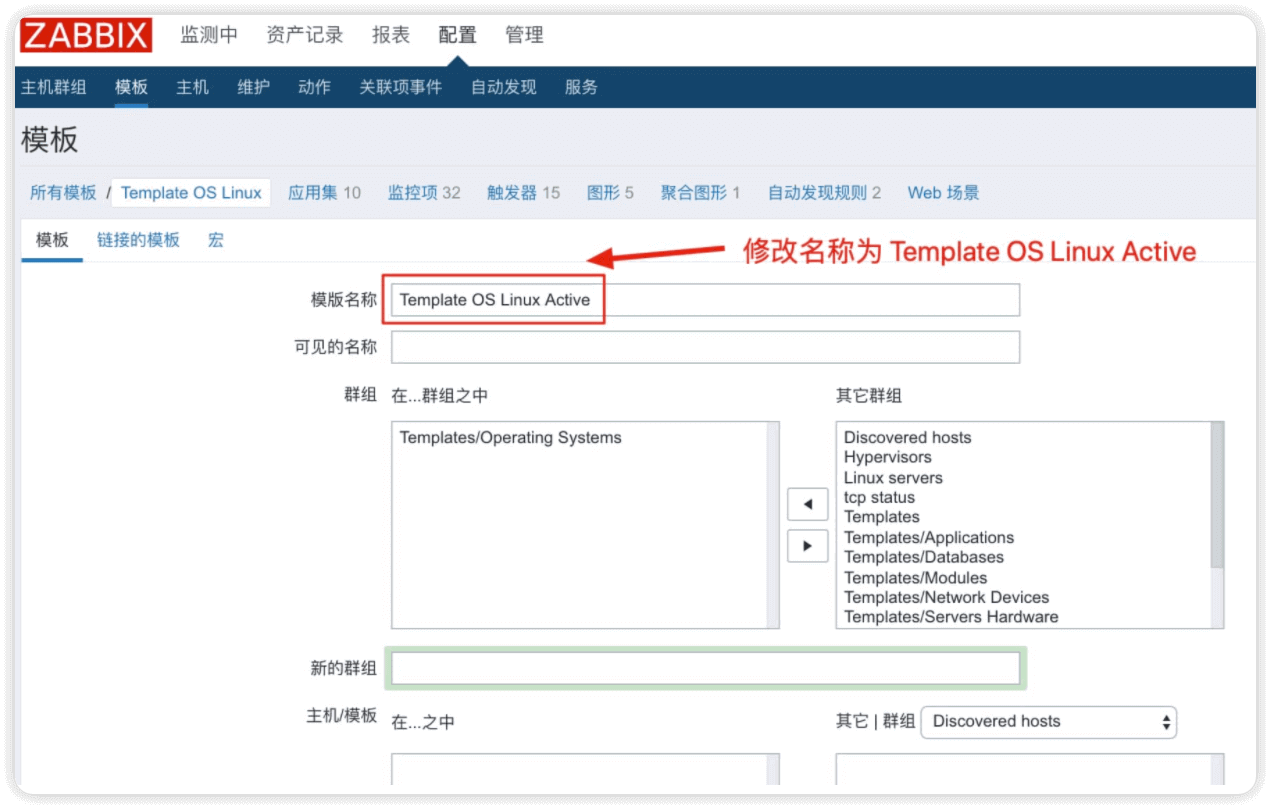 ZABBIX 监测中 资产记录 报表 配置 管理
主机群组 模板 主机 维护 动作 关联项事件 自动发现 服务
模板
所有模板 / Template OS Linux 应用集 10 监控项 32 触发器 15 图形 5 聚合图形 1 自动发现规则 2 Web 场景
模板 链接的模板 宏
修改名称为 Template OS Linux Active
模版名称 Template OS Linux Active
可见的名称
群组 在...群组之中 其它群组
Templates/Operating Systems
Discovered hosts
Hypervisors
Linux servers
tcp status
Templates
Templates/Applications
Templates/Databases
Templates/Modules
Templates/Network Devices
Templates/Servers Hardware
新的群组
主机/模板 在...之中 其它 | 群组 Discovered hosts